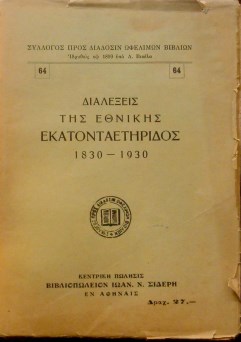 ΣΥΛΛΟΓΟΣ ΠΡΟΣ ΔΙΑΔΟΣΙΝ ΩΦΕΛΙΜΩΝ ΒΙΒΛΙΩΝ
64 64
ΔΙΑΛΕΞΕΙΣ
ΤΗΣ ΕΘΝΙΚΗΣ
ΕΚΑΤΟΝΤΑΕΤΗΡΙΔΟΣ
1830 – 1930
ΚΕΝΤΡΙΚΗ ΠΩΛΗΣΙΣ
ΒΙΒΛΙΟΠΩΛΕΙΟΝ ΙΩΑΝ. Ν. ΣΙΔΕΡΗ
ΕΝ ΑΘΗΝΑΙΣ